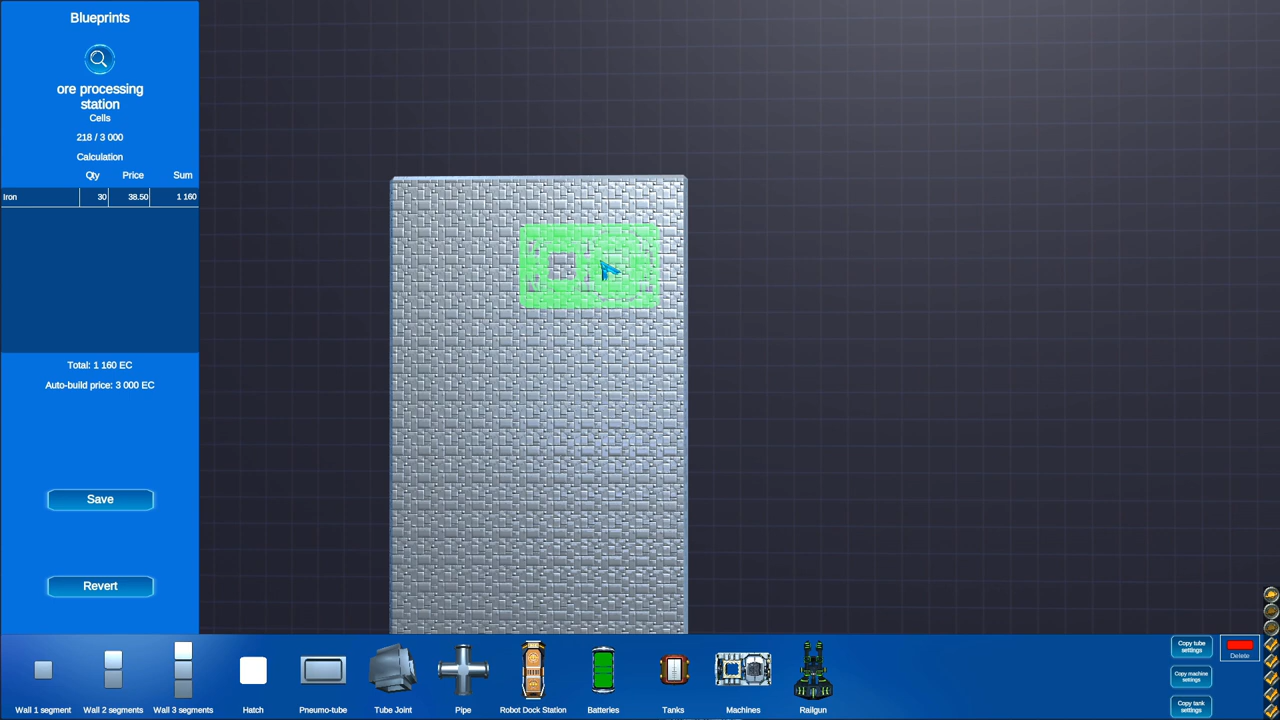 Blueprints
ore processing
station
Cells
218 / 3 000
Calculation
Qty Price Sum
Iron 30 38.50 1 160
Total: 1 160 EC
Auto-build price: 3 000 EC
Save
Revert
Wall 1 segment
Wall 2 segments
Wall 3 segments
Hatch
Pneumo-tube
Tube Joint
Pipe
Robot Dock Station
Batteries
Tanks
Machines
Railgun
Copy tube
settings
Copy machine
settings
Copy tank
settings
Delete